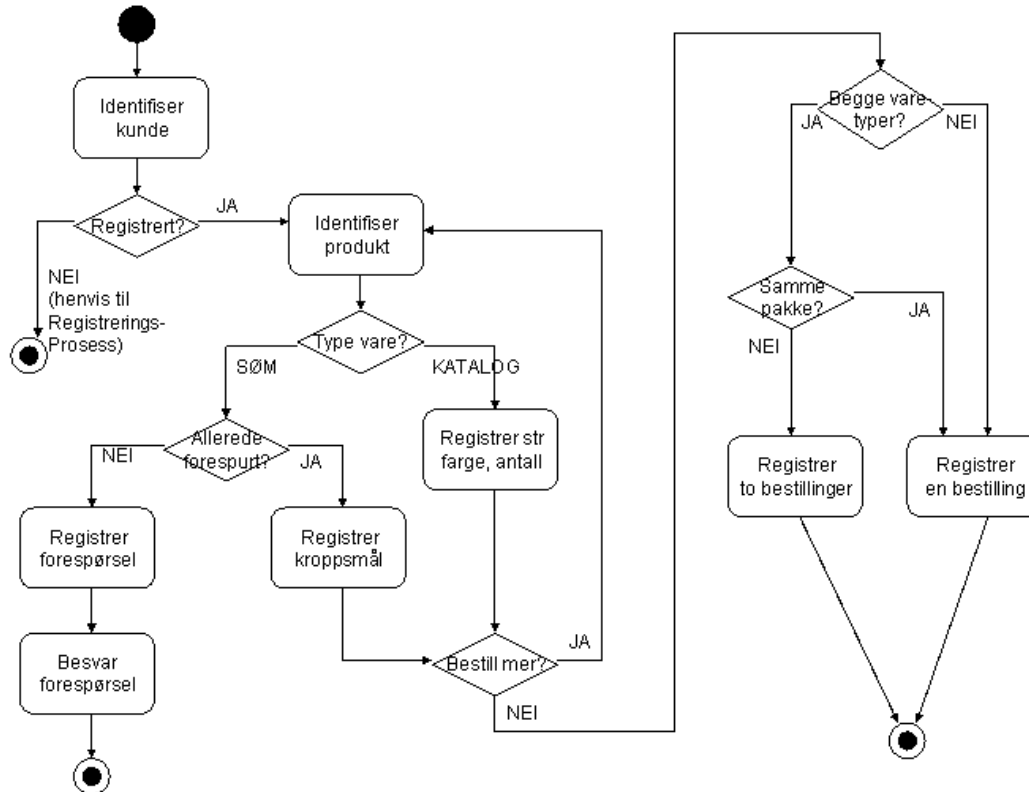 Identifiser
kunde
Registrert?
JA
NEI
(henvis til
Registrerings-
Prosess)
Identifiser
produkt
Type vare?
SØM
KATALOG
Allerede
forespurt?
NEI
JA
Registrer str
farge, antall
Registrer
forespørsel
Registrer
kroppsmål
Besvar
forespørsel
Bestill mer?
JA
NEI
Begge vare-
typer?
JA
NEI
Samme
pakke?
JA
NEI
Registrer
to bestillinger
Registrer
en bestilling